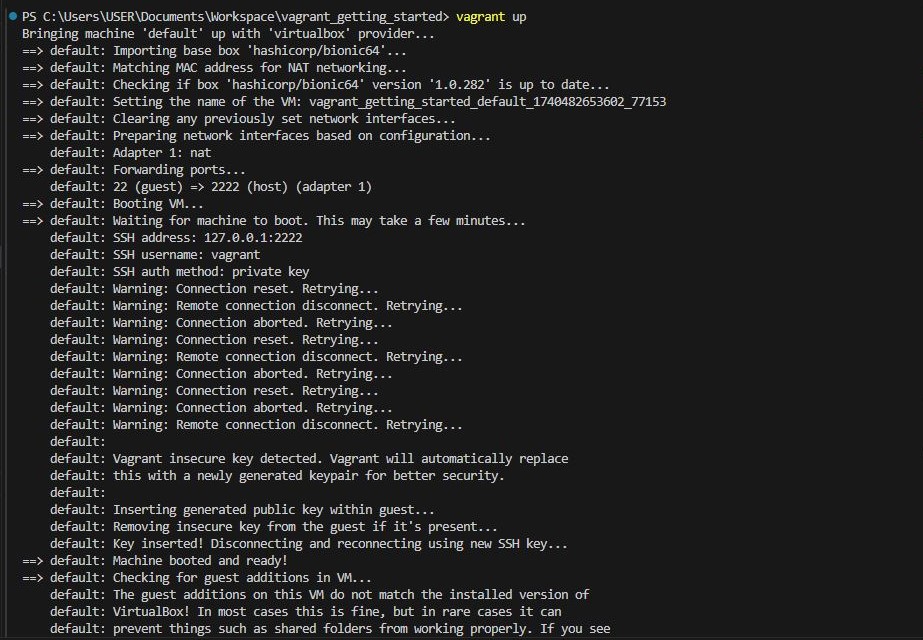 PS C:\Users\USER\Documents\Workspace\vagrant_getting_started> vagrant up
Bringing machine 'default' up with 'virtualbox' provider...
==> default: Importing base box 'hashicorp/bionic64'...
==> default: Matching MAC address for NAT networking...
==> default: Checking if box 'hashicorp/bionic64' version '1.0.282' is up to date...
==> default: Setting the name of the VM: vagrant_getting_started_default_1740482653602_77153
==> default: Clearing any previously set network interfaces...
==> default: Preparing network interfaces based on configuration...
    default: Adapter 1: nat
==> default: Forwarding ports...
    default: 22 (guest) => 2222 (host) (adapter 1)
==> default: Booting VM...
==> default: Waiting for machine to boot. This may take a few minutes...
    default: SSH address: 127.0.0.1:2222
    default: SSH username: vagrant
    default: SSH auth method: private key
    default: Warning: Connection reset. Retrying...
    default: Warning: Remote connection disconnect. Retrying...
    default: Warning: Connection aborted. Retrying...
    default: Warning: Connection reset. Retrying...
    default: Warning: Remote connection disconnect. Retrying...
    default: Warning: Connection aborted. Retrying...
    default: Warning: Connection reset. Retrying...
    default: Warning: Connection aborted. Retrying...
    default: Warning: Remote connection disconnect. Retrying...
    default:
    default: Vagrant insecure key detected. Vagrant will automatically replace
    default: this with a newly generated keypair for better security.
    default:
    default: Inserting generated public key within guest...
    default: Removing insecure key from the guest if it's present...
    default: Key inserted! Disconnecting and reconnecting using new SSH key...
==> default: Machine booted and ready!
==> default: Checking for guest additions in VM...
    default: The guest additions on this VM do not match the installed version of
    default: VirtualBox! In most cases this is fine, but in rare cases it can
    default: prevent things such as shared folders from working properly. If you see